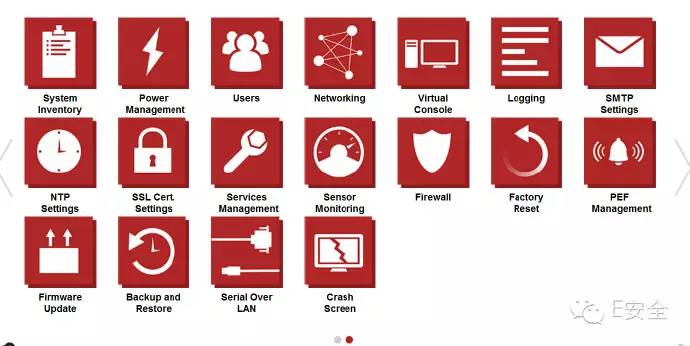 System
Inventory
Power
Management
Users
Networking
Virtual
Console
Logging
SMTP
Settings
NTP
Settings
SSL Cert.
Settings
Services
Management
Sensor
Monitoring
Firewall
Factory
Reset
PEF
Management
Firmware
Update
Backup and
Restore
Serial Over
LAN
Crash
Screen
E安全